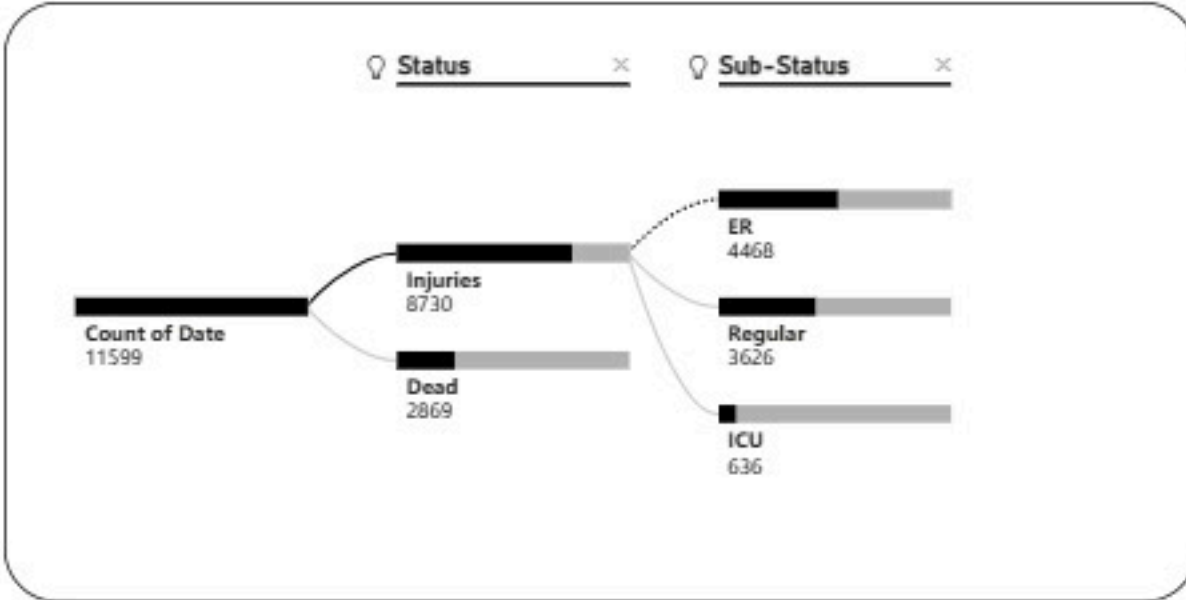 Status
Sub-Status
Count of Date
11599
Injuries
8730
Dead
2869
ER
4468
Regular
3626
ICU
636